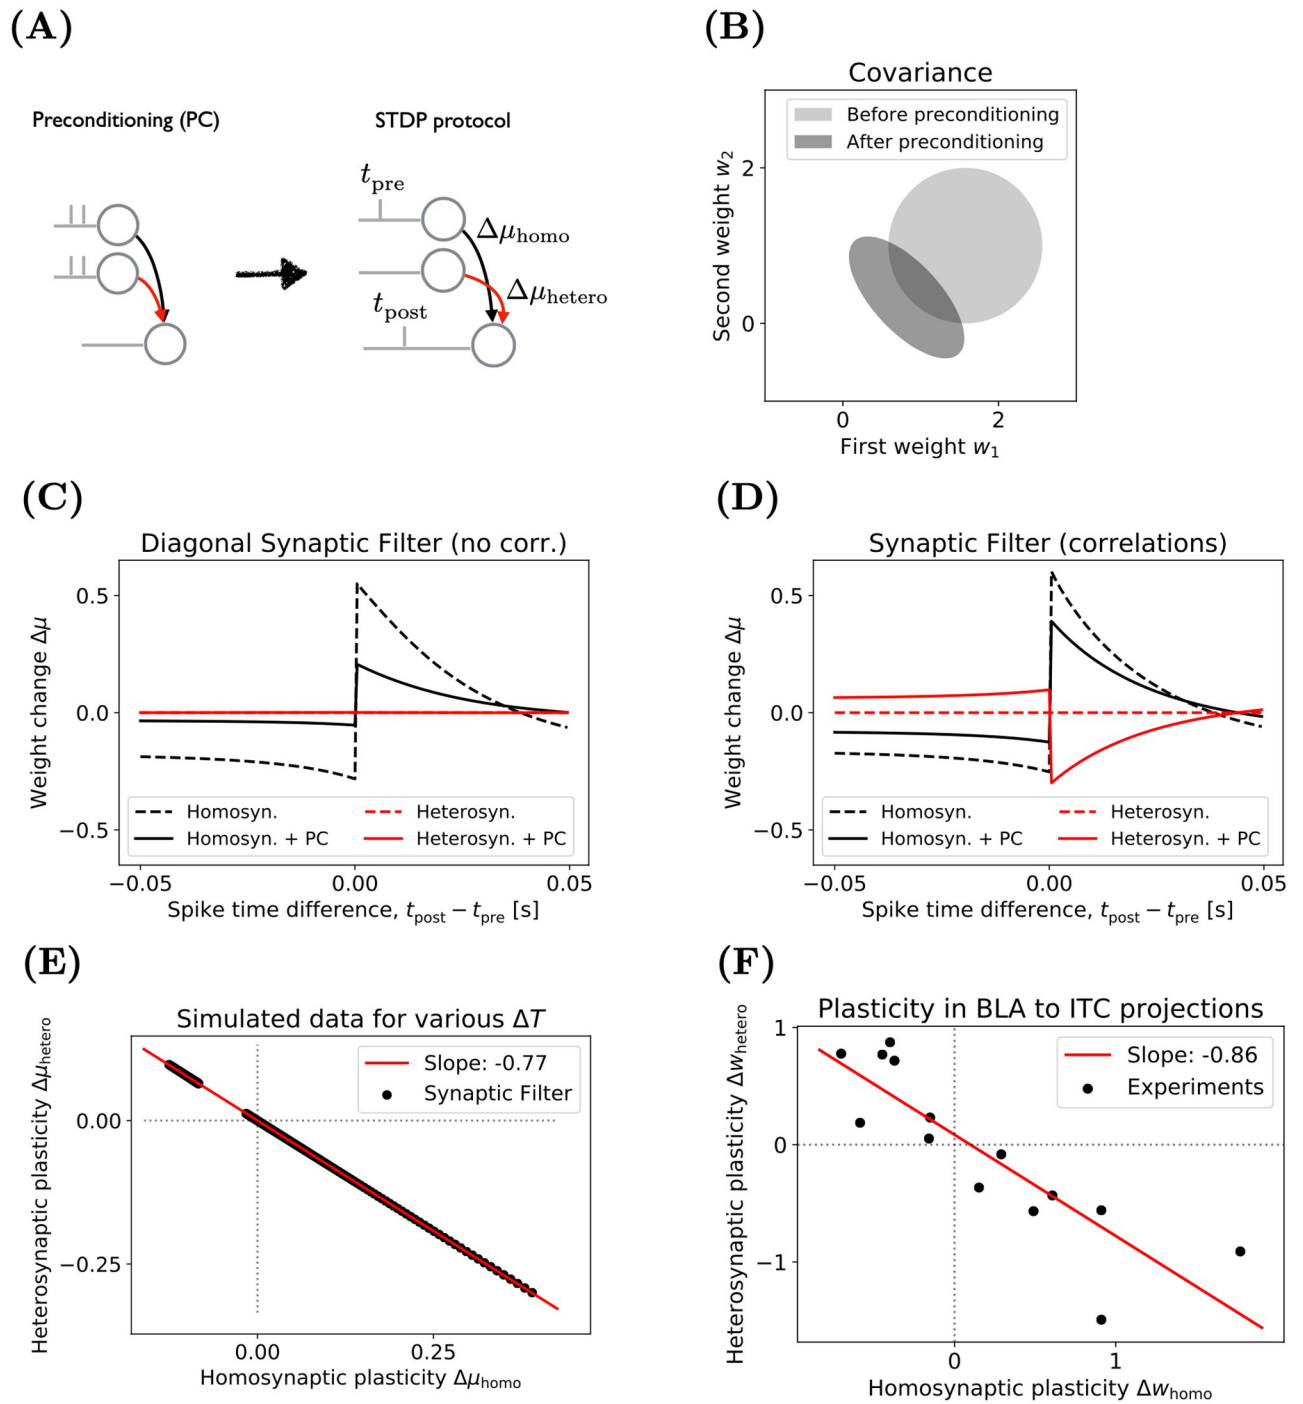 (A)
Preconditioning (PC)
STDP protocol
t_pre
Δμ_homo
Δμ_hetero
t_post
(B)
Covariance
Before preconditioning
After preconditioning
Second weight w₂
2
0
0
2
First weight w₁
(C)
Diagonal Synaptic Filter (no corr.)
Weight change Δμ
0.5
0.0
−0.5
Homosyn.
Heterosyn.
Homosyn. + PC
Heterosyn. + PC
−0.05
0.00
0.05
Spike time difference, t_post − t_pre [s]
(D)
Synaptic Filter (correlations)
Weight change Δμ
0.5
0.0
−0.5
Homosyn.
Heterosyn.
Homosyn. + PC
Heterosyn. + PC
−0.05
0.00
0.05
Spike time difference, t_post − t_pre [s]
(E)
Simulated data for various ΔT
Heterosynaptic plasticity Δμ_hetero
Slope: -0.77
Synaptic Filter
0.00
−0.25
0.00
0.25
Homosynaptic plasticity Δμ_homo
(F)
Plasticity in BLA to ITC projections
Heterosynaptic plasticity Δw_hetero
Slope: -0.86
Experiments
1
0
−1
0
1
Homosynaptic plasticity Δw_homo